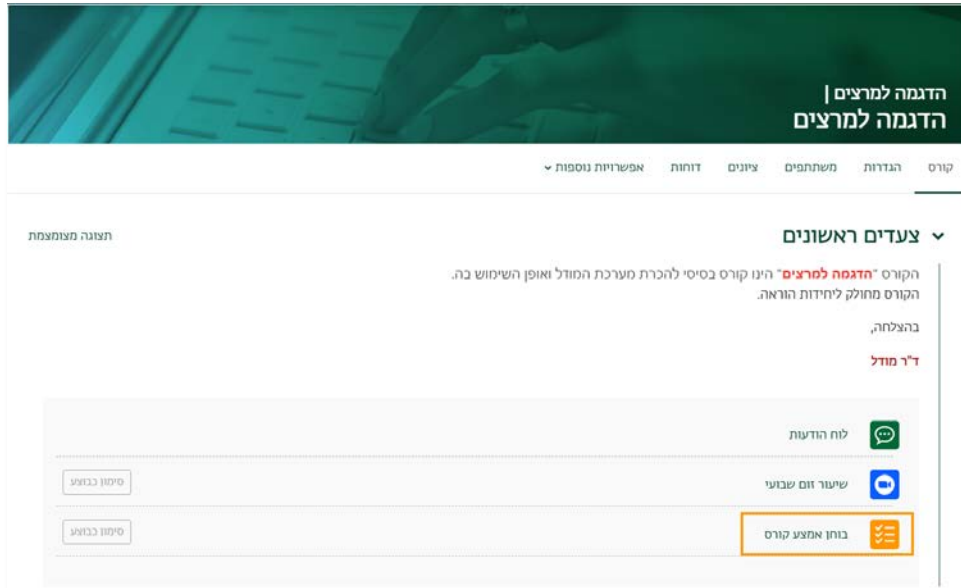 הדגמה למרצים |
הדגמה למרצים
קורס הגדרות משתתפים ציונים דוחות אפשרויות נוספות
צעדים ראשונים
תצוגה מצומצמת
הקורס "הדגמה למרצים" הינו קורס בסיסי להכרת מערכת המודל ואופן השימוש בה.
הקורס מחולק ליחידות הוראה.
בהצלחה,
ד"ר מודל
לוח הודעות
שיעור זום שבועי
סימון כבוצע
בוחן אמצע קורס
סימון כבוצע